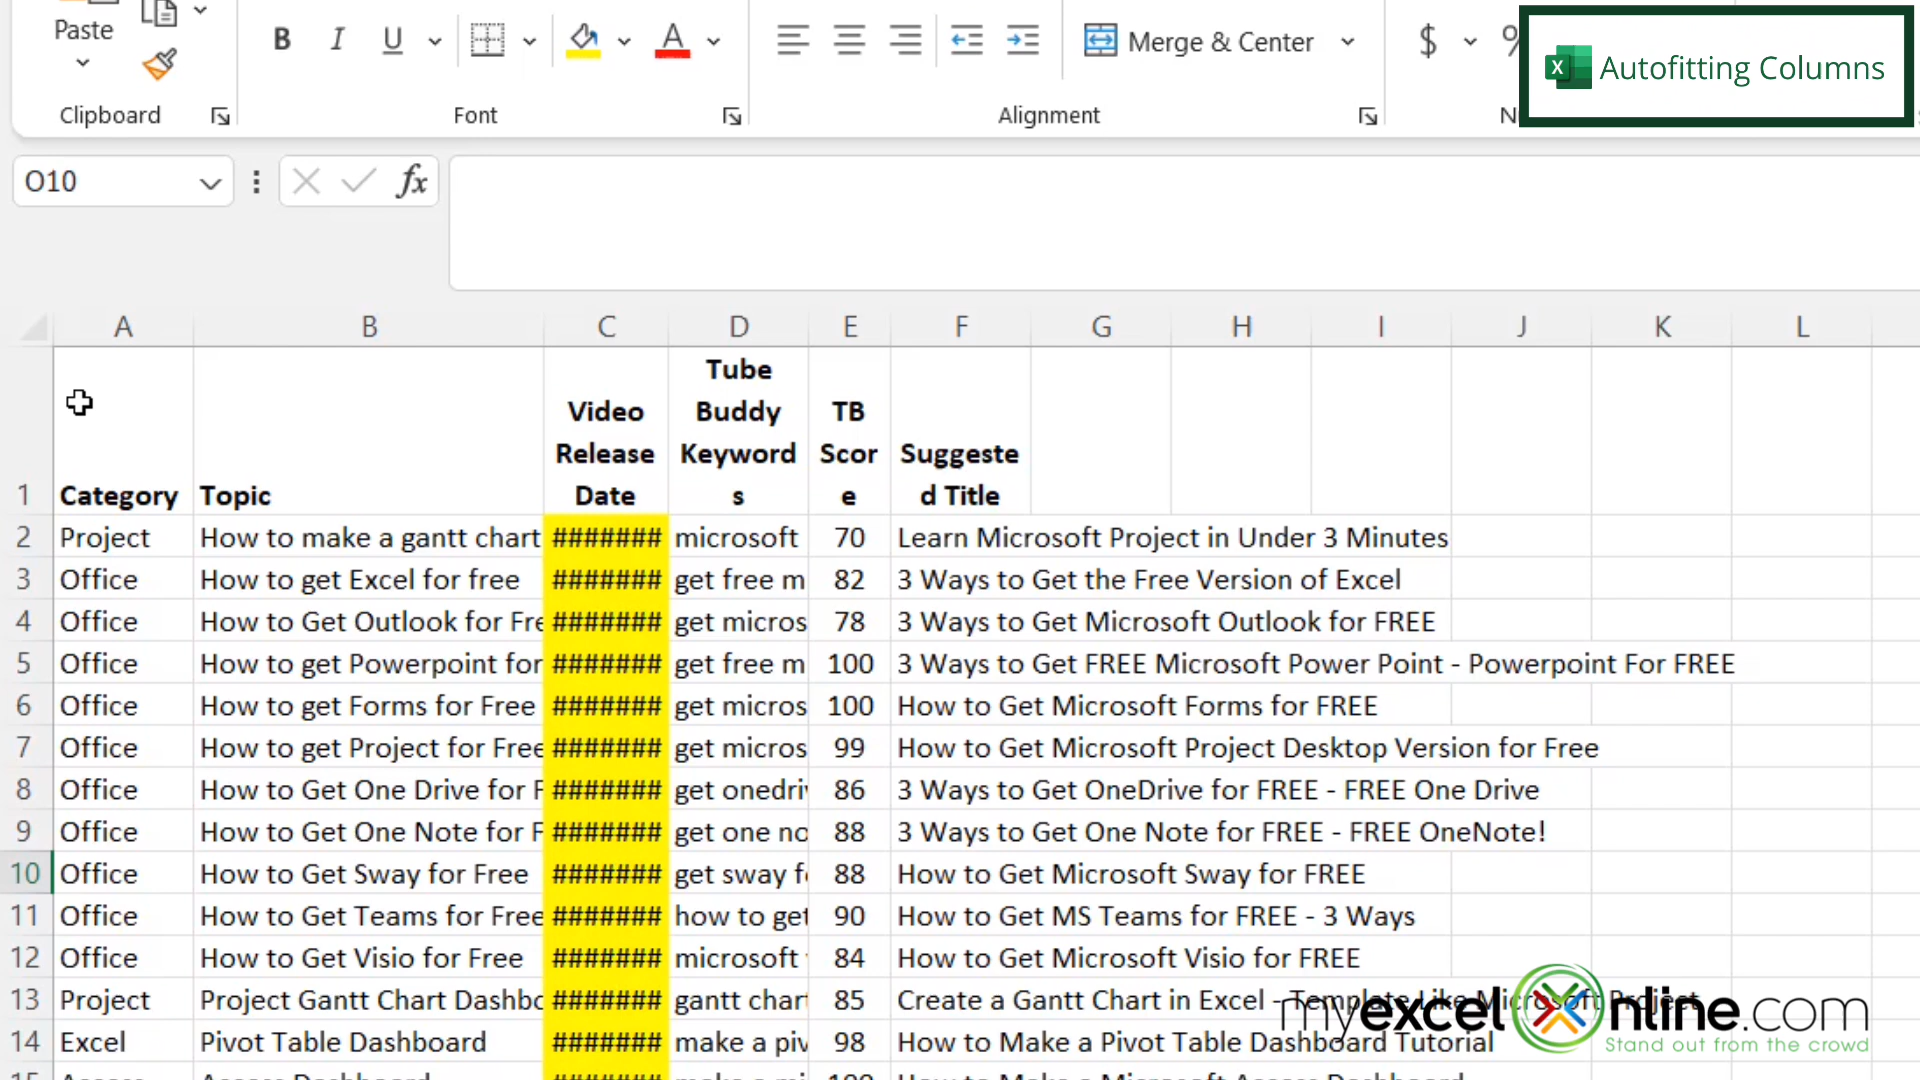 Paste
B I U A
Merge & Center
$ %
Autofitting Columns
Clipboard
Font
Alignment
O10
fx
A B C D E F G H I J K L
1 Category Topic Video Release Date Tube Buddy Keywords TB Score Suggested Title
2 Project How to make a gantt chart ####### microsoft 70 Learn Microsoft Project in Under 3 Minutes
3 Office How to get Excel for free ####### get free m 82 3 Ways to Get the Free Version of Excel
4 Office How to Get Outlook for Fre ####### get micros 78 3 Ways to Get Microsoft Outlook for FREE
5 Office How to get Powerpoint for ####### get free m 100 3 Ways to Get FREE Microsoft Power Point - Powerpoint For FREE
6 Office How to get Forms for Free ####### get micros 100 How to Get Microsoft Forms for FREE
7 Office How to get Project for Free ####### get micros 99 How to Get Microsoft Project Desktop Version for Free
8 Office How to Get One Drive for F ####### get onedriv 86 3 Ways to Get OneDrive for FREE - FREE One Drive
9 Office How to Get One Note for F ####### get one no 88 3 Ways to Get One Note for FREE - FREE OneNote!
10 Office How to Get Sway for Free ####### get sway f 88 How to Get Microsoft Sway for FREE
11 Office How to Get Teams for Free ####### how to get 90 How to Get MS Teams for FREE - 3 Ways
12 Office How to Get Visio for Free ####### microsoft 84 How to Get Microsoft Visio for FREE
13 Project Project Gantt Chart Dashbo ####### gantt chart 85 Create a Gantt Chart in Excel - Template Like Microsoft Project
14 Excel Pivot Table Dashboard ####### make a piv 98 How to Make a Pivot Table Dashboard Tutorial
myexcelOnline.com
Stand out from the crowd